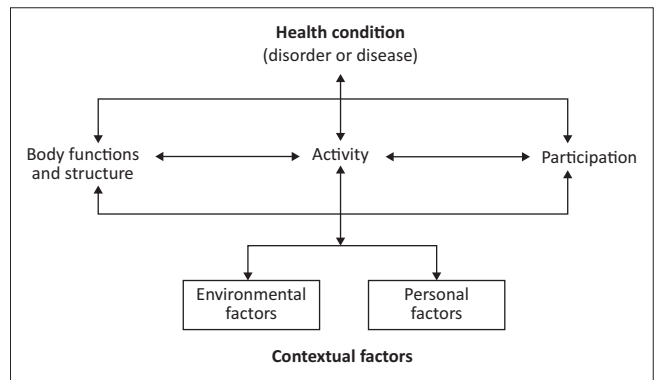 Health condition
(disorder or disease)
Body functions
and structure
Activity
Participation
Environmental
factors
Personal
factors
Contextual factors